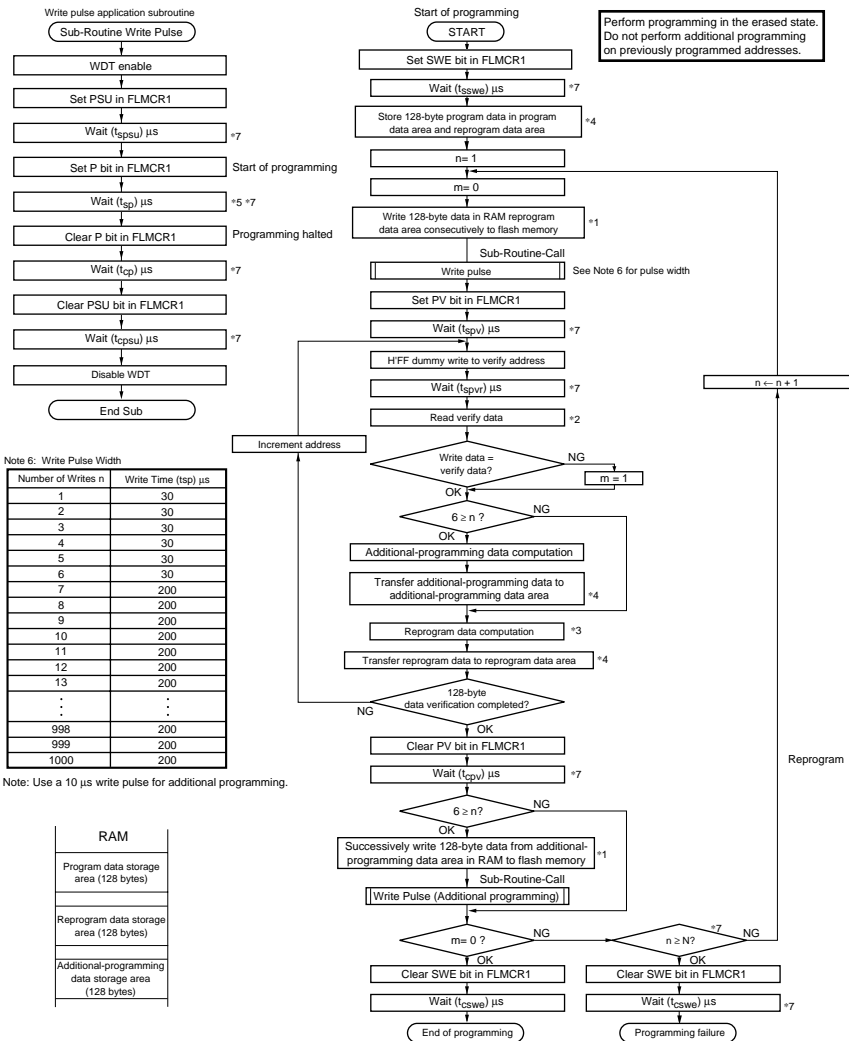 Write pulse application subroutine
Sub-Routine Write Pulse
WDT enable
Set PSU in FLMCR1
Wait (tspsu) µs
*7
Set P bit in FLMCR1
Start of programming
Wait (tsp) µs
*5 *7
Clear P bit in FLMCR1
Programming halted
Wait (tcp) µs
*7
Clear PSU bit in FLMCR1
Wait (tcpsu) µs
*7
Disable WDT
End Sub
Note 6: Write Pulse Width
Number of Writes n Write Time (tsp) µs
1 30
2 30
3 30
4 30
5 30
6 30
7 200
8 200
9 200
10 200
11 200
12 200
13 200
: :
998 200
999 200
1000 200
Note: Use a 10 µs write pulse for additional programming.
RAM
Program data storage
area (128 bytes)
Reprogram data storage
area (128 bytes)
Additional-programming
data storage area
(128 bytes)
Start of programming
START
Set SWE bit in FLMCR1
Wait (tsswe) µs
*7
Store 128-byte program data in program
data area and reprogram data area
*4
n= 1
m= 0
Write 128-byte data in RAM reprogram
data area consecutively to flash memory
*1
Sub-Routine-Call
Write pulse
See Note 6 for pulse width
Set PV bit in FLMCR1
Wait (tspv) µs
*7
H'FF dummy write to verify address
Wait (tspvr) µs
*7
Read verify data
*2
Increment address
Write data =
verify data?
NG
m = 1
OK
6 ≥ n ?
NG
OK
Additional-programming data computation
Transfer additional-programming data to
additional-programming data area
*4
Reprogram data computation
*3
Transfer reprogram data to reprogram data area
*4
128-byte
data verification completed?
NG
OK
Clear PV bit in FLMCR1
Wait (tcpv) µs
*7
6 ≥ n?
NG
OK
Successively write 128-byte data from additional-
programming data area in RAM to flash memory
*1
Sub-Routine-Call
Write Pulse (Additional programming)
m= 0 ?
NG
OK
Clear SWE bit in FLMCR1
Wait (tcswe) µs
End of programming
*7
n ≥ N?
NG
OK
Clear SWE bit in FLMCR1
Wait (tcswe) µs
*7
Programming failure
n ← n + 1
Reprogram
Perform programming in the erased state.
Do not perform additional programming
on previously programmed addresses.